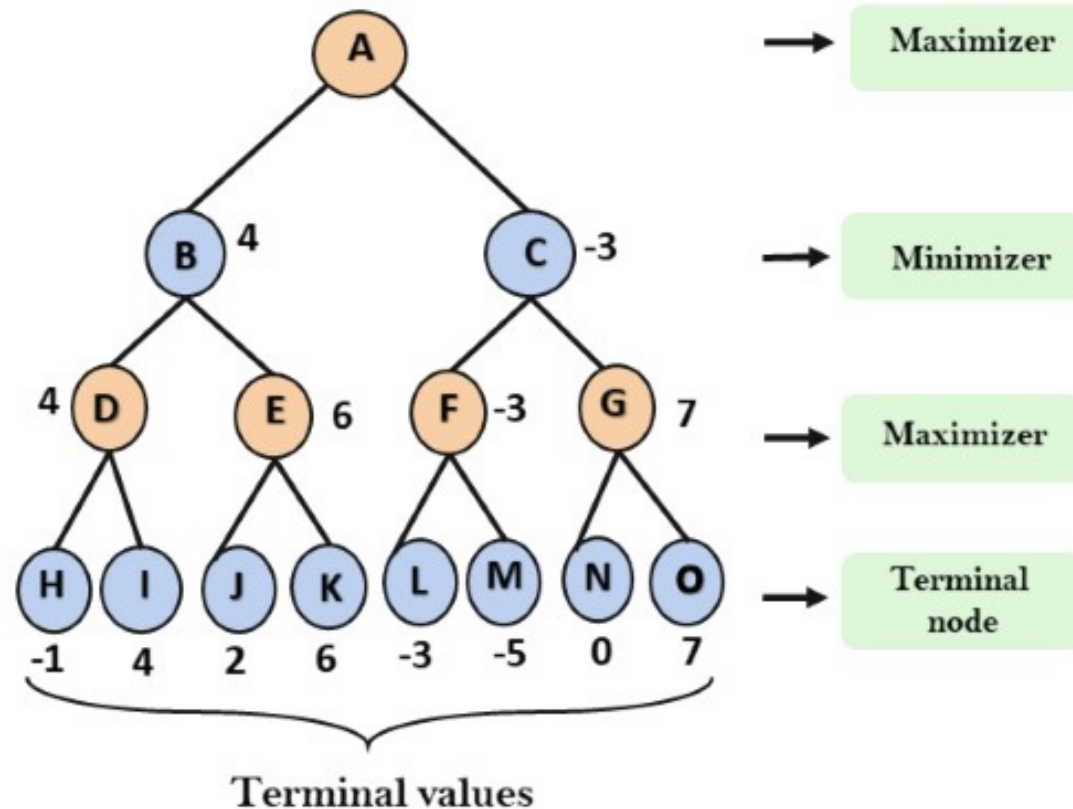 A
Maximizer
B 4 C -3
Minimizer
4 D E 6 F -3 G 7
Maximizer
H I J K L M N O
Terminal
node
-1 4 2 6 -3 -5 0 7
Terminal values